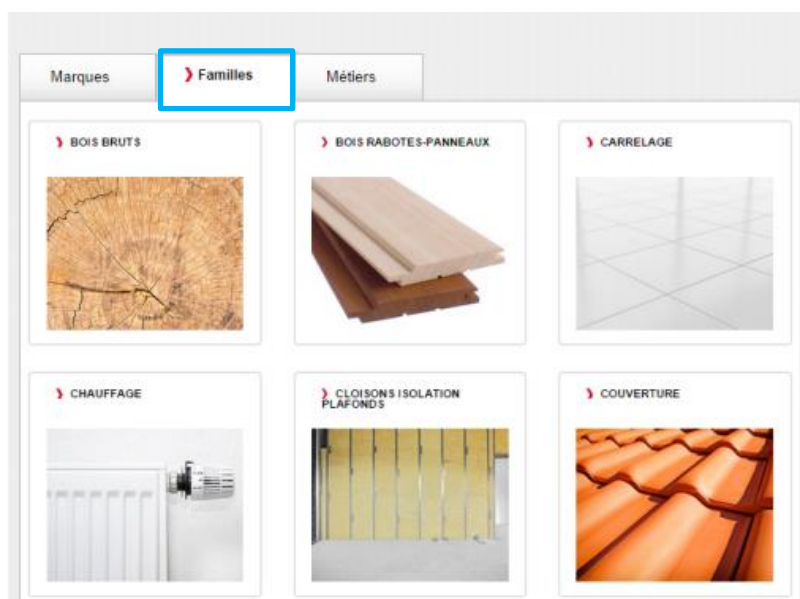 Marques
Familles
Métiers
BOIS BRUTS
BOIS RABOTES-PANNEAUX
CARRELAGE
CHAUFFAGE
CLOISONS ISOLATION
PLAFONDS
COUVERTURE